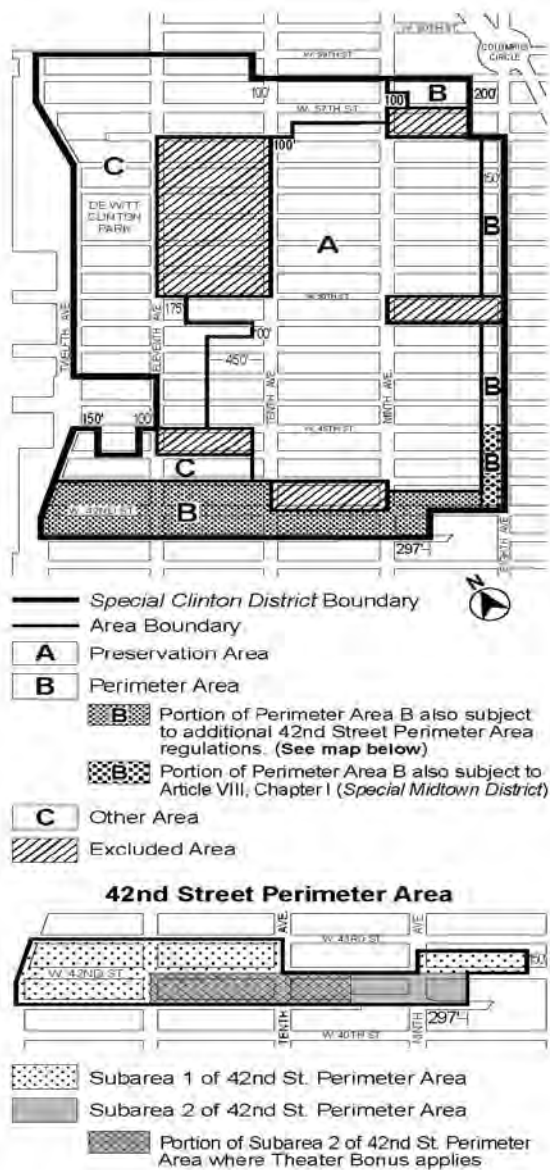 W. 60TH ST.
COLUMBUS
CIRCLE
W. 59TH ST.
B
200'
100'
100'
W. 57TH ST.
100'
C
150'
DE WITT
CLINTON
PARK
A
B
175'
W. 50TH ST.
100'
TWELFTH AVE.
ELEVENTH AVE.
450'
TENTH AVE.
NINTH AVE.
B
150'
100'
W. 45TH ST.
C
B
B
W. 42ND ST.
297'
EIGHTH AVE.
N
Special Clinton District Boundary
Area Boundary
A Preservation Area
B Perimeter Area
B Portion of Perimeter Area B also subject
to additional 42nd Street Perimeter Area
regulations. (See map below)
B Portion of Perimeter Area B also subject to
Article VIII, Chapter I (Special Midtown District)
C Other Area
Excluded Area
42nd Street Perimeter Area
AVE.
AVE.
W. 43RD ST.
W. 42ND ST.
150'
TENTH
NINTH
297'
W. 40TH ST.
Subarea 1 of 42nd St. Perimeter Area
Subarea 2 of 42nd St. Perimeter Area
Portion of Subarea 2 of 42nd St. Perimeter
Area where Theater Bonus applies